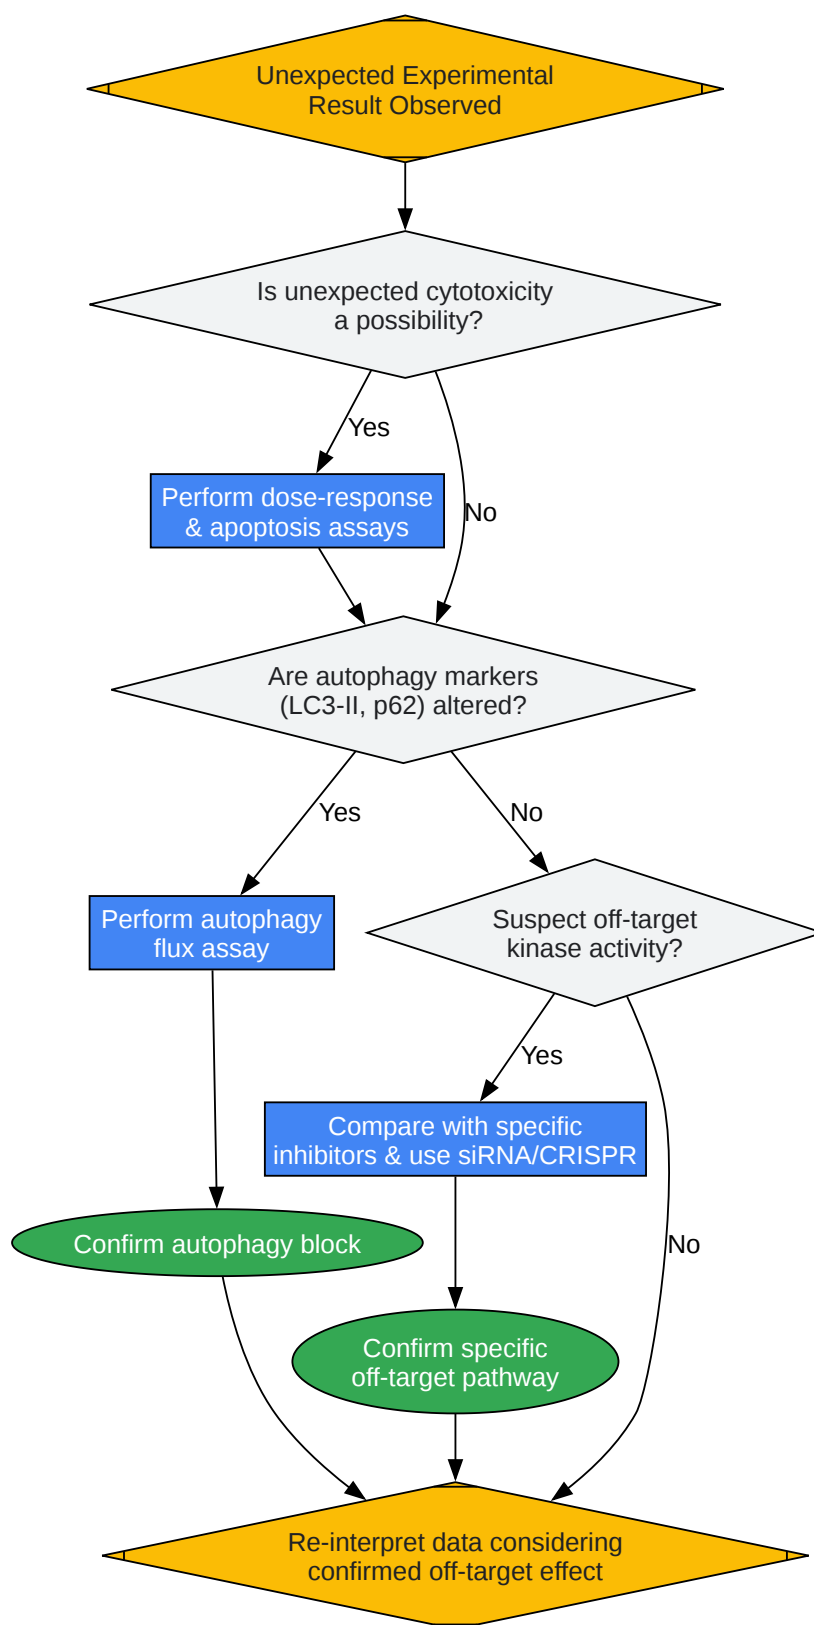 Unexpected Experimental
Result Observed
Is unexpected cytotoxicity
a possibility?
Yes
Perform dose-response
& apoptosis assays
No
Are autophagy markers
(LC3-II, p62) altered?
Yes
No
Perform autophagy
flux assay
Suspect off-target
kinase activity?
Yes
Compare with specific
inhibitors & use siRNA/CRISPR
Confirm autophagy block
No
Confirm specific
off-target pathway
Re-interpret data considering
confirmed off-target effect